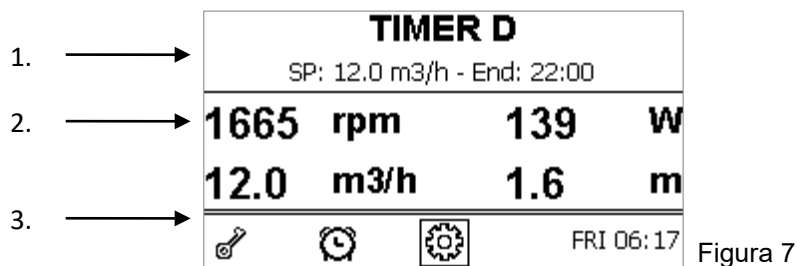 1.
TIMER D
SP: 12.0 m3/h - End: 22:00
2.
1665 rpm 139 W
12.0 m3/h 1.6 m
3.
FRI 06:17
Figura 7